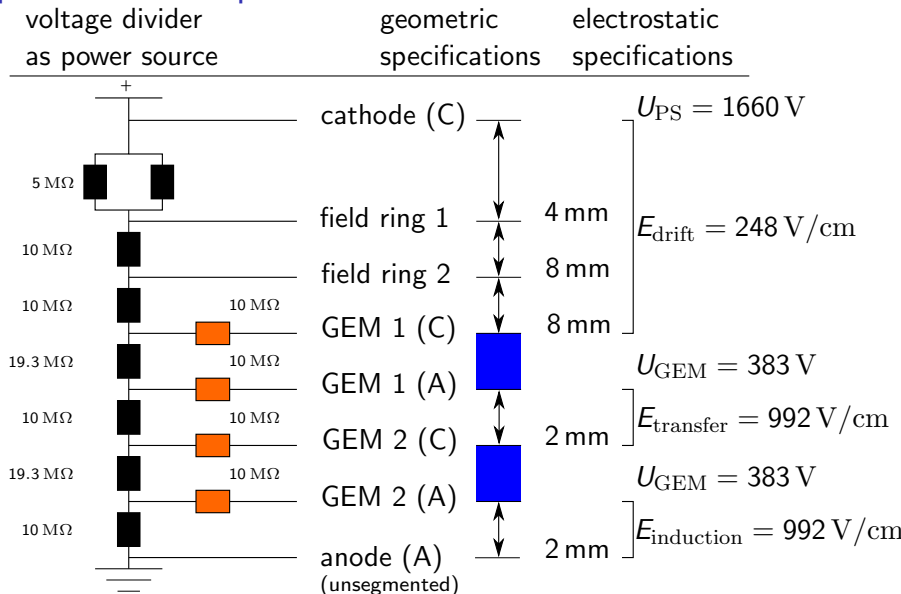 voltage divider
as power source
geometric
specifications
electrostatic
specifications
+
cathode (C)
U_PS = 1660 V
5 MΩ
field ring 1
4 mm
E_drift = 248 V/cm
10 MΩ
field ring 2
8 mm
10 MΩ
10 MΩ
GEM 1 (C)
8 mm
19.3 MΩ
10 MΩ
GEM 1 (A)
U_GEM = 383 V
10 MΩ
10 MΩ
GEM 2 (C)
2 mm
E_transfer = 992 V/cm
19.3 MΩ
10 MΩ
GEM 2 (A)
U_GEM = 383 V
10 MΩ
anode (A)
(unsegmented)
2 mm
E_induction = 992 V/cm